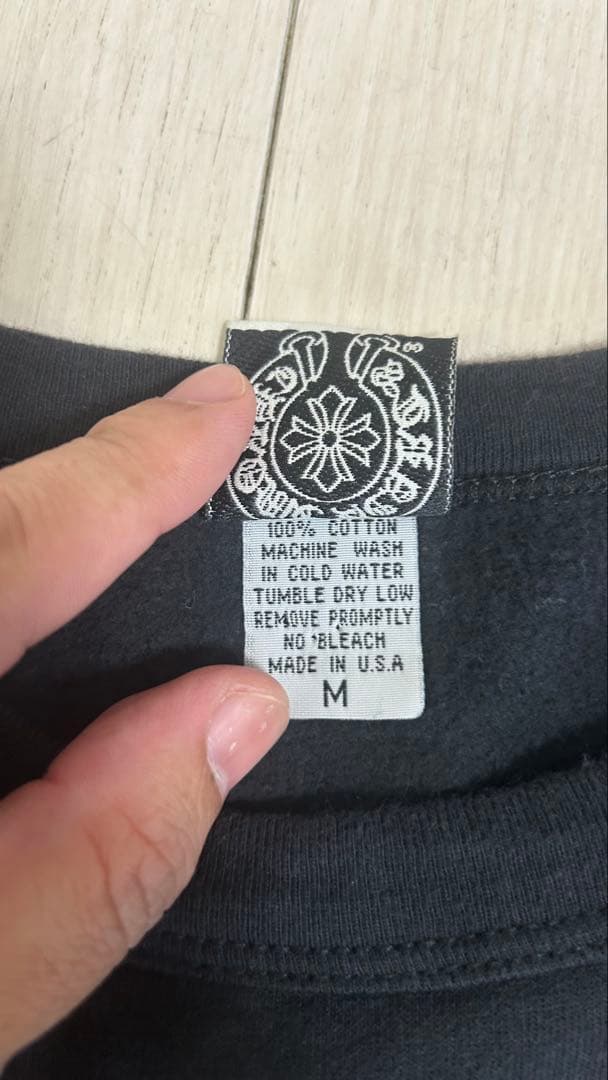 100% COTTON
MACHINE WASH
IN COLD WATER
TUMBLE DRY LOW
REMOVE PROMPTLY
NO BLEACH
MADE IN U.S.A
M